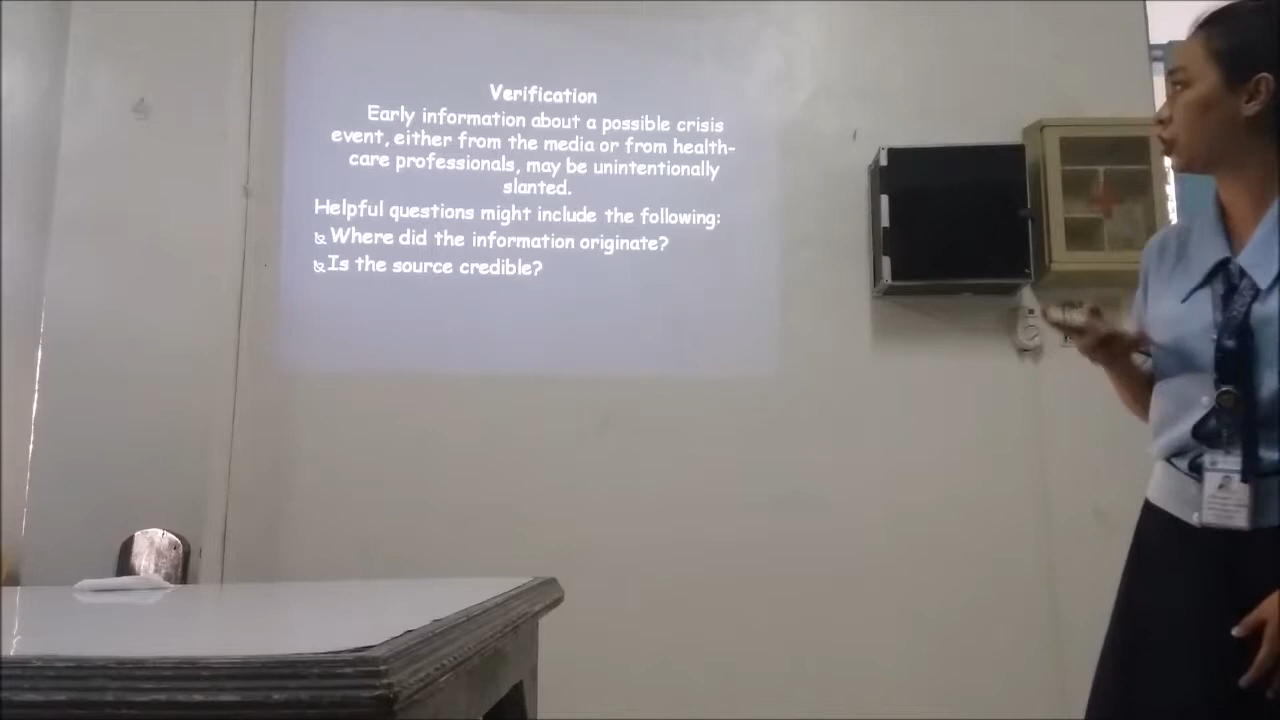 Verification
Early information about a possible crisis
event, either from the media or from health-
care professionals, may be unintentionally
slanted.
Helpful questions might include the following:
Where did the information originate?
Is the source credible?